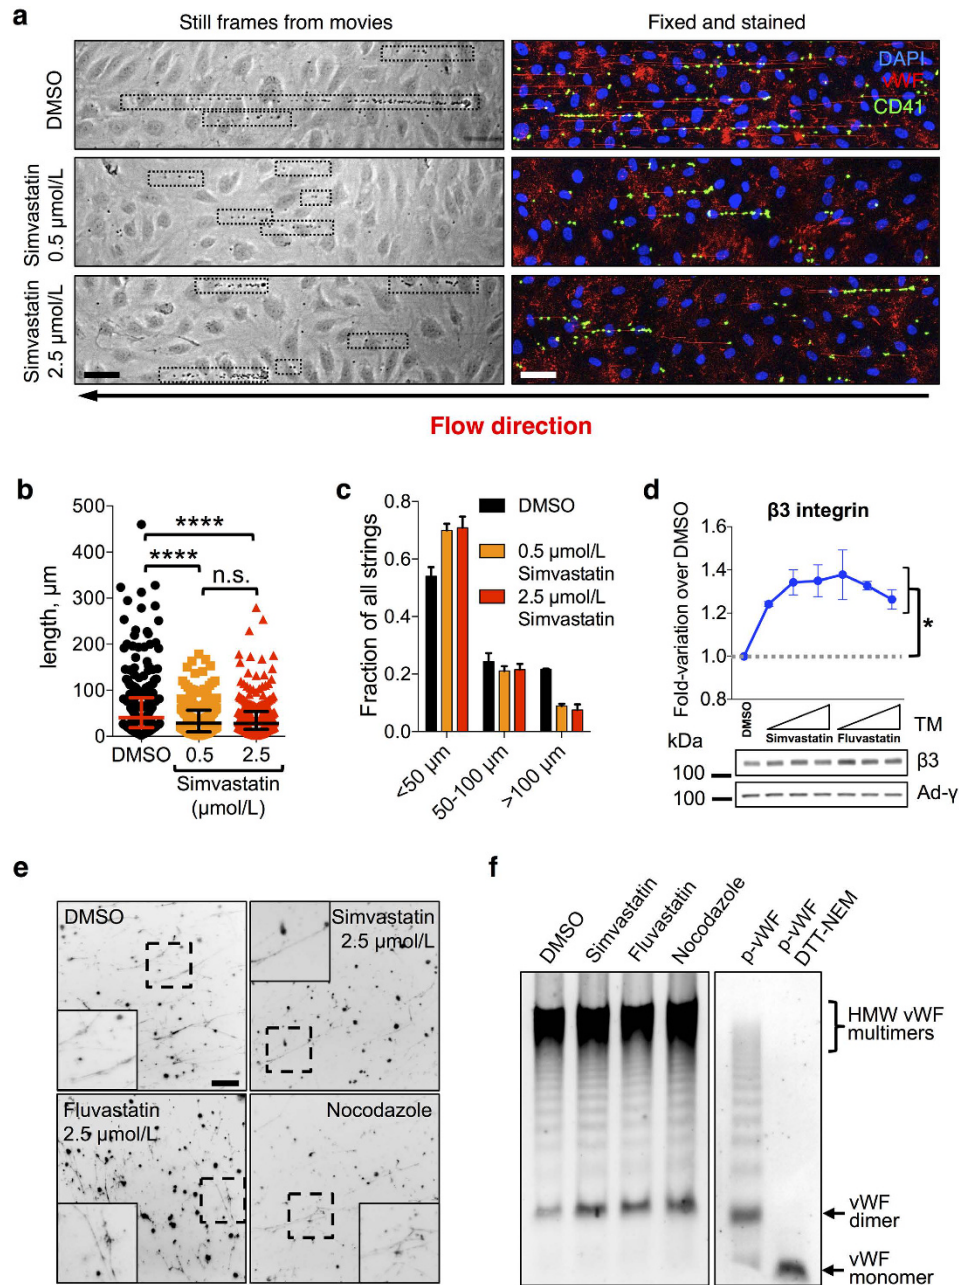 a
Still frames from movies
Fixed and stained
DMSO
DAPI
vWF
CD41
Simvastatin
0.5 µmol/L
Simvastatin
2.5 µmol/L
Flow direction
b
length, µm
500
400
300
200
100
0
****
****
n.s.
DMSO
0.5
2.5
Simvastatin
(µmol/L)
c
Fraction of all strings
0.8
0.6
0.4
0.2
0.0
DMSO
0.5 µmol/L
Simvastatin
2.5 µmol/L
Simvastatin
<50 µm
50-100 µm
>100 µm
d
β3 integrin
Fold-variation over DMSO
1.6
1.4
1.2
1.0
0.8
*
DMSO
Simvastatin
Fluvastatin
TM
kDa
100
β3
100
Ad-γ
e
DMSO
Simvastatin
2.5 µmol/L
Fluvastatin
2.5 µmol/L
Nocodazole
f
DMSO
Simvastatin
Fluvastatin
Nocodazole
p-vWF
p-vWF
DTT-NEM
HMW vWF
multimers
vWF
dimer
vWF
monomer